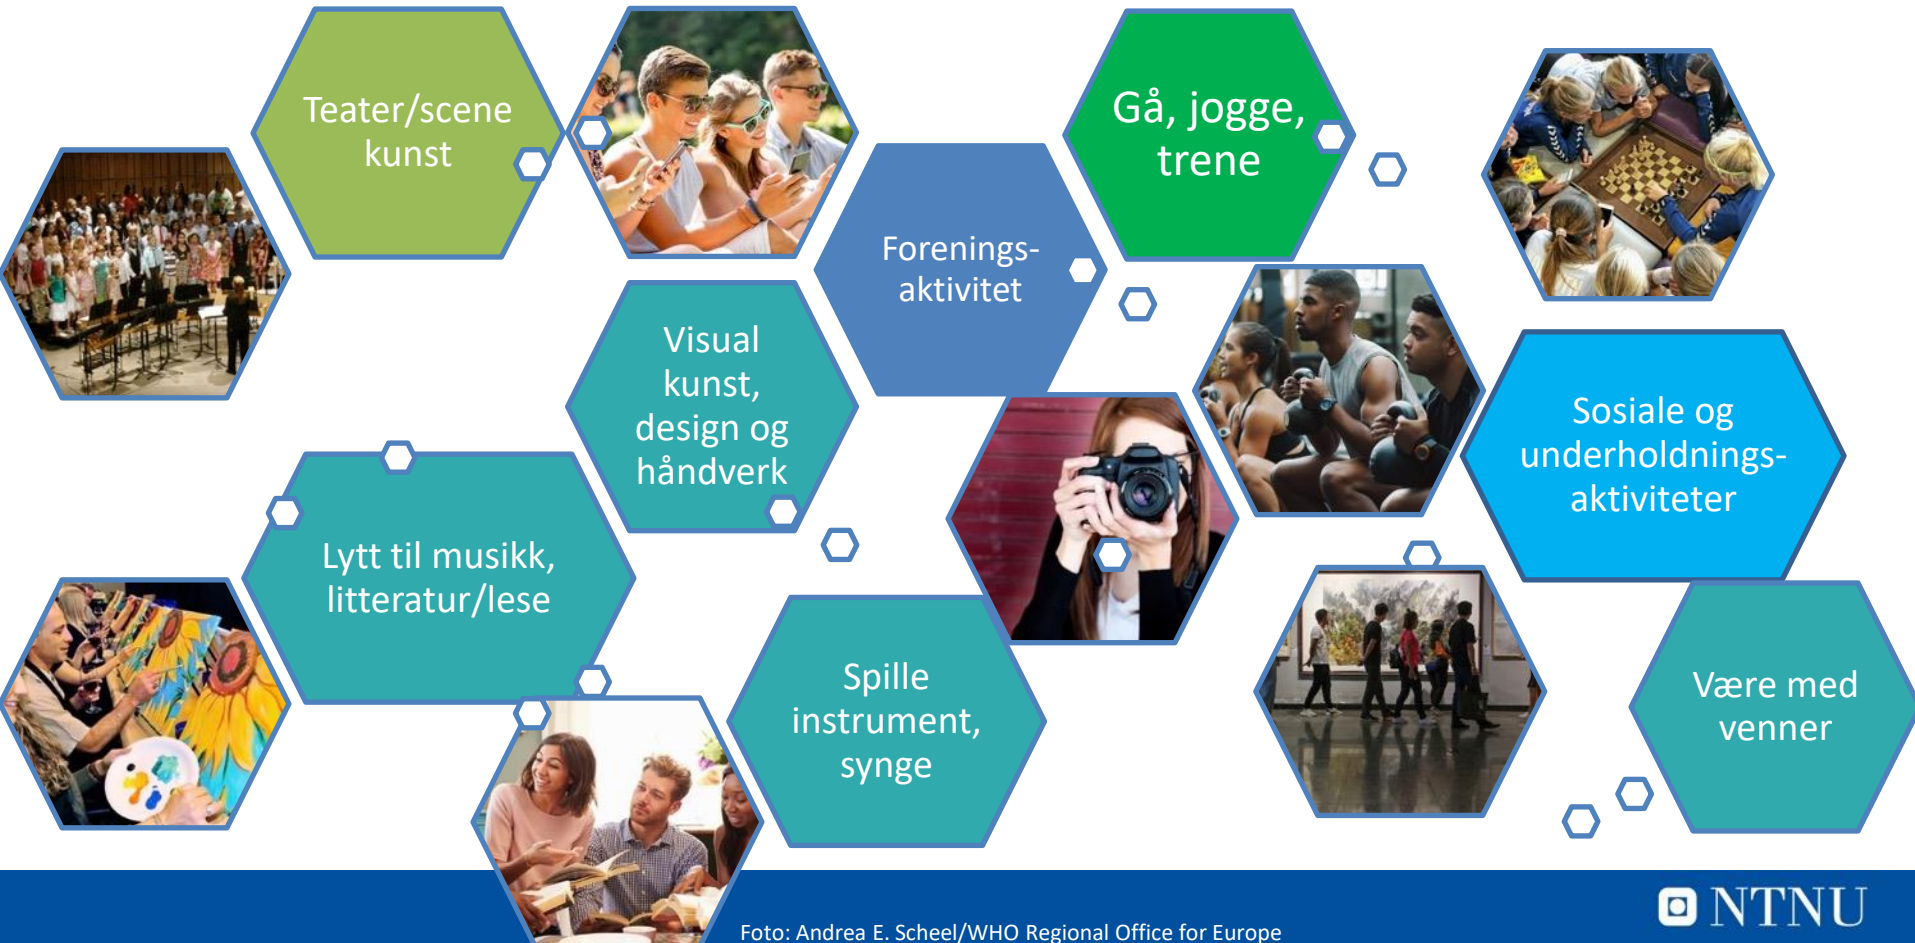 Teater/scene
kunst
Gå, jogge,
trene
Forenings-
aktivitet
Visual
kunst,
design og
håndverk
Sosiale og
underholdnings-
aktiviteter
Lytt til musikk,
litteratur/lese
Spille
instrument,
synge
Være med
venner
NTNU
Foto: Andrea E. Scheel/WHO Regional Office for Europe